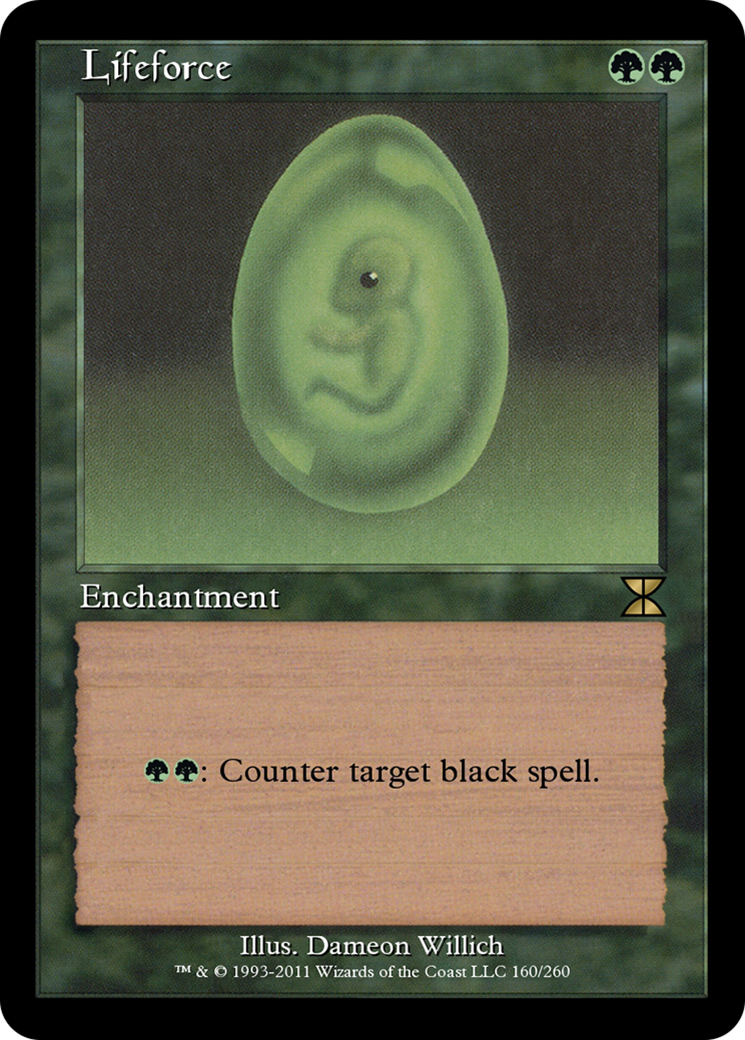 Lifeforce
Enchantment
: Counter target black spell.
Illus. Dameon Willich
™ & © 1993-2011 Wizards of the Coast LLC 160/260